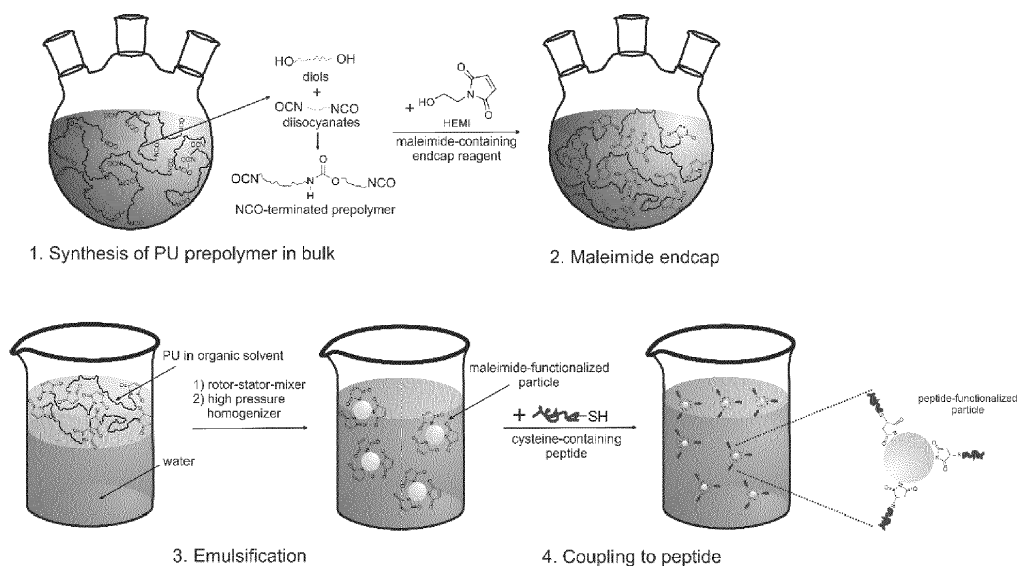 HO OH
diols
+
OCN NCO
diisocyanates
OCN N H O O NCO
NCO-terminated prepolymer
+
HO N O O
HEMI
maleimide-containing
endcap reagent
1. Synthesis of PU prepolymer in bulk
2. Maleimide endcap
PU in organic solvent
water
1) rotor-stator-mixer
2) high pressure
homogenizer
3. Emulsification
maleimide-functionalized
particle
+ SH
cysteine-containing
peptide
4. Coupling to peptide
peptide-functionalized
particle